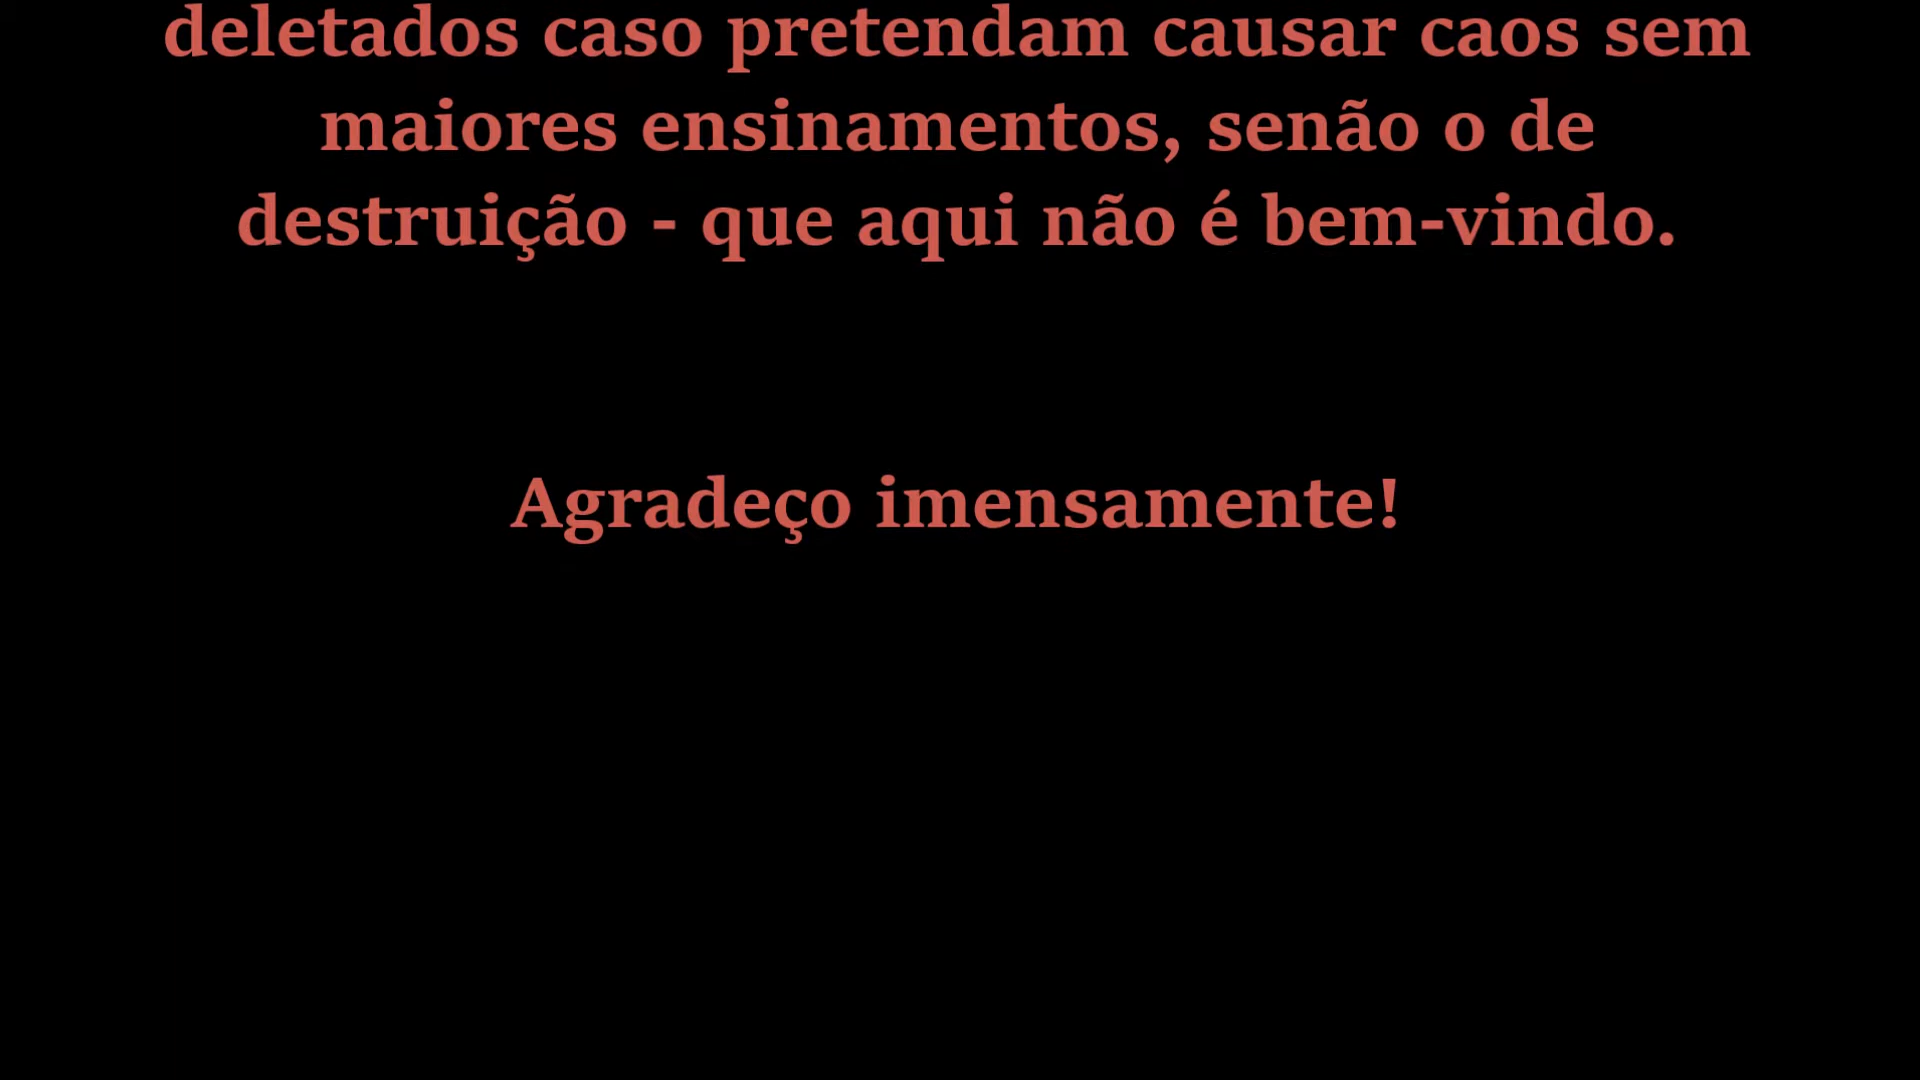 deletados caso pretendam causar caos sem
maiores ensinamentos, senão o de
destruição - que aqui não é bem-vindo.
Agradeço imensamente!